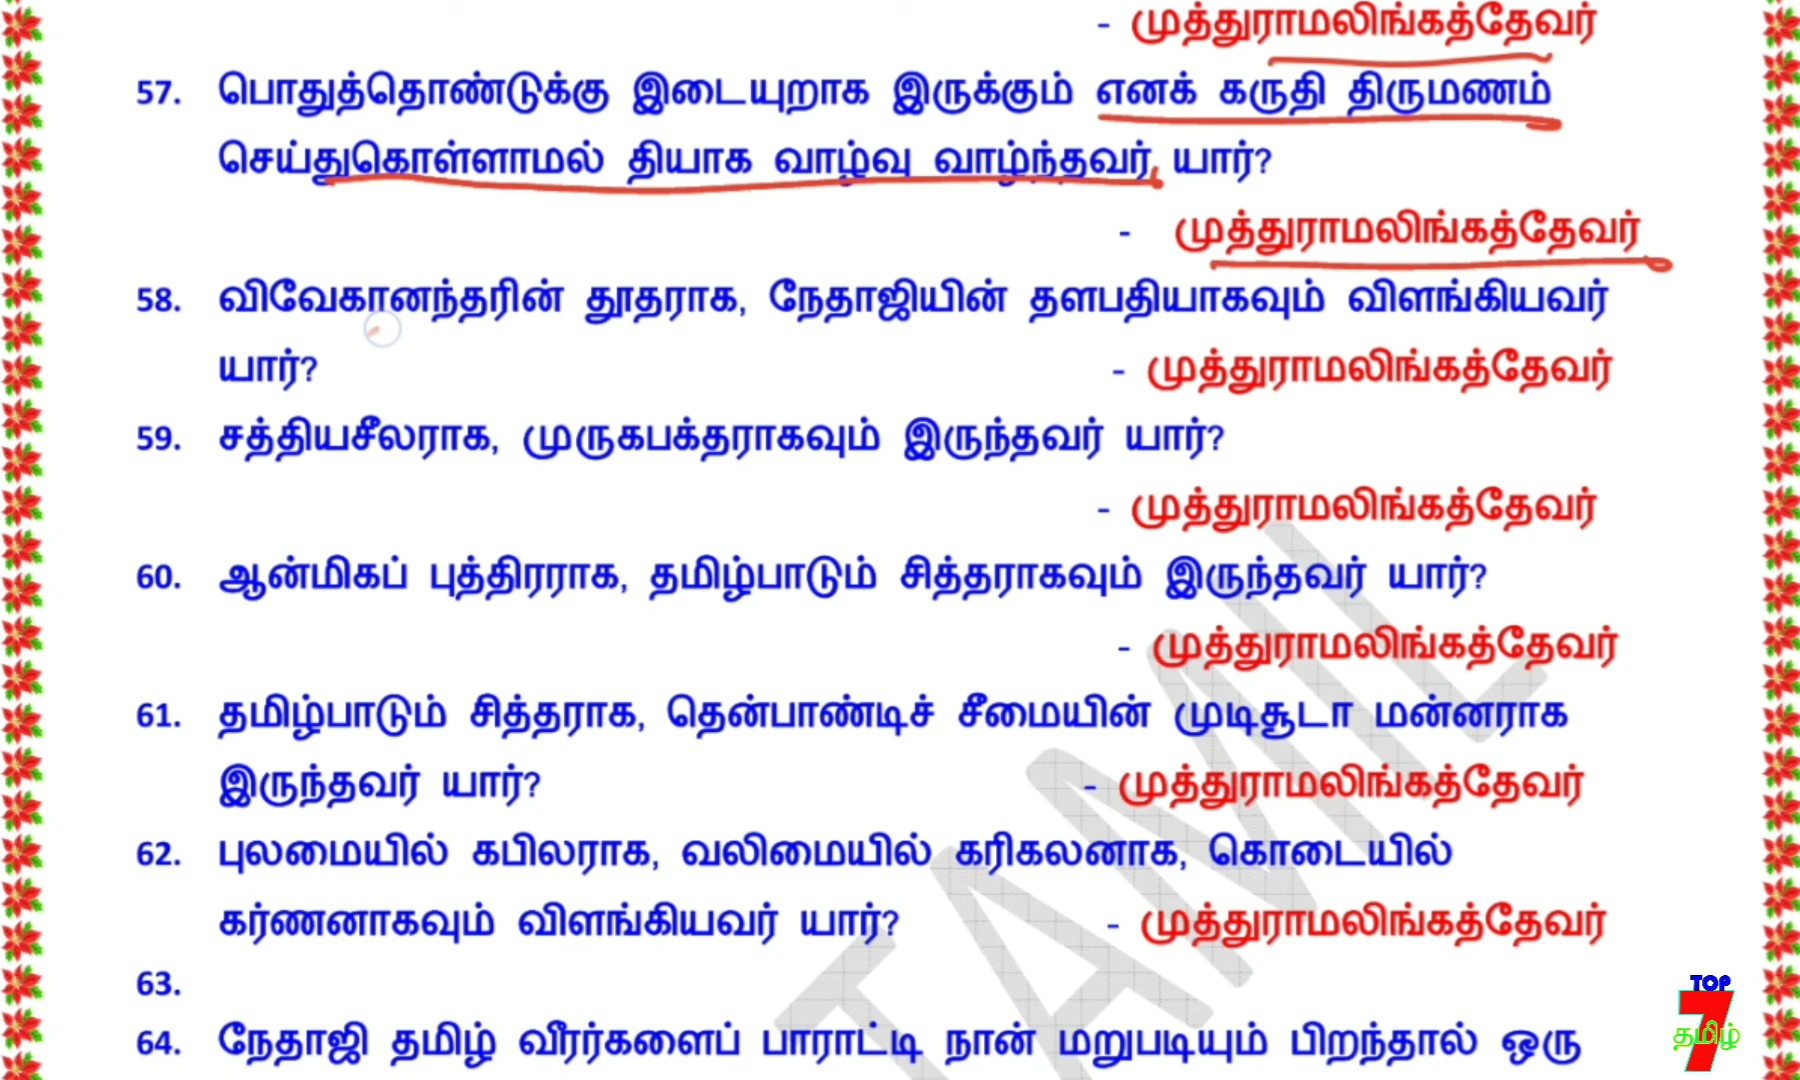 - முத்துராமலிங்கத்தேவர்
57. பொதுத்தொண்டுக்கு இடையுறாக இருக்கும் எனக் கருதி திருமணம்
செய்துகொள்ளாமல் தியாக வாழ்வு வாழ்ந்தவர் யார்?
- முத்துராமலிங்கத்தேவர்
58. விவேகானந்தரின் தூதராக, நேதாஜியின் தளபதியாகவும் விளங்கியவர்
யார்? - முத்துராமலிங்கத்தேவர்
59. சத்தியசீலராக, முருகபக்தராகவும் இருந்தவர் யார்?
- முத்துராமலிங்கத்தேவர்
60. ஆன்மிகப் புத்திரராக, தமிழ்பாடும் சித்தராகவும் இருந்தவர் யார்?
- முத்துராமலிங்கத்தேவர்
61. தமிழ்பாடும் சித்தராக, தென்பாண்டிச் சீமையின் முடிசூடா மன்னராக
இருந்தவர் யார்? - முத்துராமலிங்கத்தேவர்
62. புலமையில் கபிலராக, வலிமையில் கரிகலனாக, கொடையில்
கர்ணனாகவும் விளங்கியவர் யார்? - முத்துராமலிங்கத்தேவர்
63.
64. நேதாஜி தமிழ் வீரர்களைப் பாராட்டி நான் மறுபடியும் பிறந்தால் ஒரு
TAMIL
TOP
7
தமிழ்